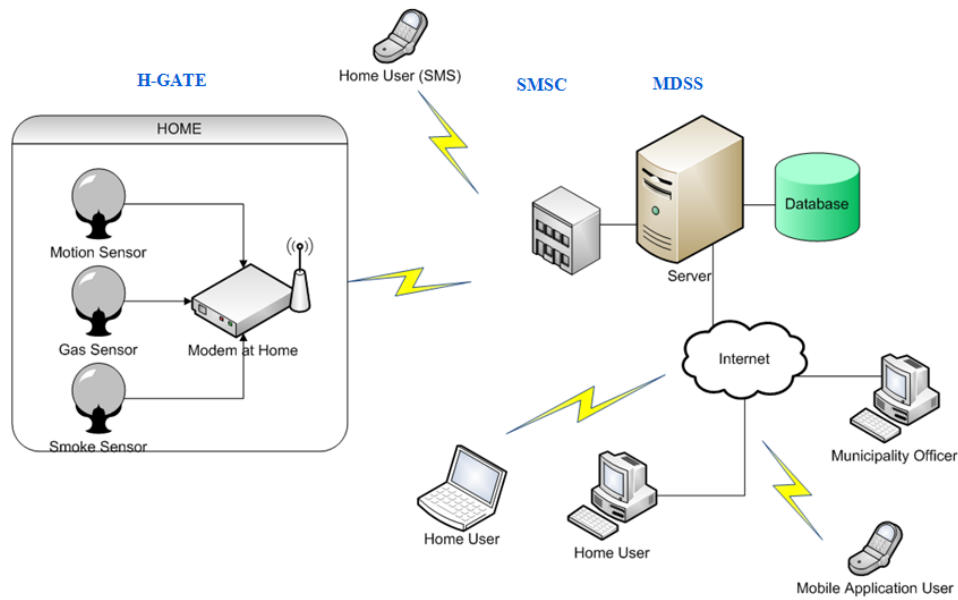 Home User (SMS)
H-GATE
SMSC
MDSS
HOME
Motion Sensor
Gas Sensor
Modem at Home
Smoke Sensor
Database
Server
Internet
Municipality Officer
Home User
Home User
Mobile Application User